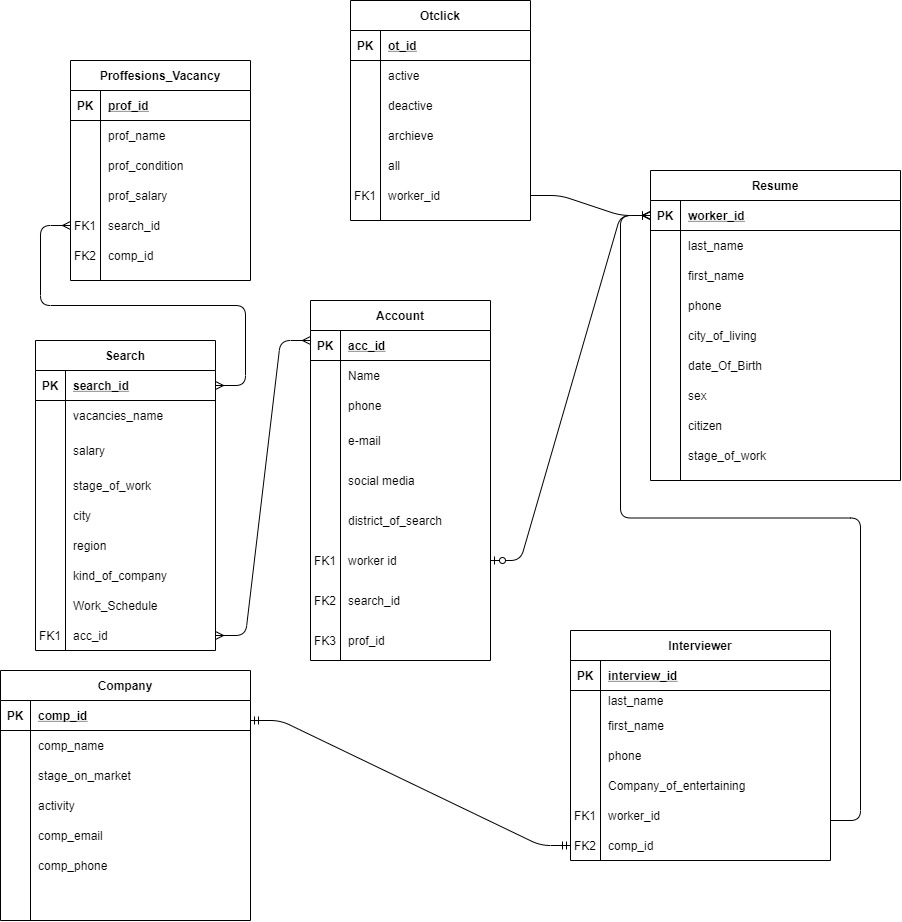 Otclick
PK ot_id
active
deactive
archieve
all
FK1 worker_id
Proffesions_Vacancy
PK prof_id
prof_name
prof_condition
prof_salary
FK1 search_id
FK2 comp_id
Resume
PK worker_id
last_name
first_name
phone
city_of_living
date_Of_Birth
sex
citizen
stage_of_work
Account
PK acc_id
Name
phone
e-mail
social media
district_of_search
FK1 worker id
FK2 search_id
FK3 prof_id
Search
PK search_id
vacancies_name
salary
stage_of_work
city
region
kind_of_company
Work_Schedule
FK1 acc_id
Company
PK comp_id
comp_name
stage_on_market
activity
comp_email
comp_phone
Interviewer
PK interview_id
last_name
first_name
phone
Company_of_entertaining
FK1 worker_id
FK2 comp_id